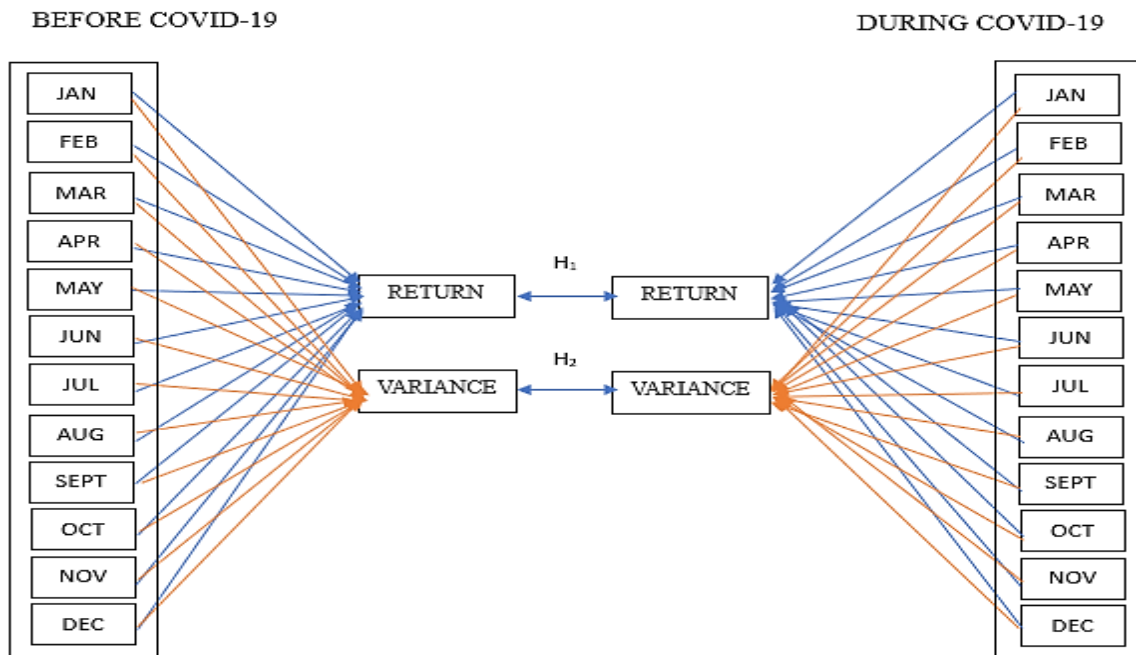 BEFORE COVID-19
DURING COVID-19
JAN
FEB
MAR
APR
MAY
JUN
JUL
AUG
SEPT
OCT
NOV
DEC
RETURN
H₁
RETURN
VARIANCE
H₂
VARIANCE
JAN
FEB
MAR
APR
MAY
JUN
JUL
AUG
SEPT
OCT
NOV
DEC